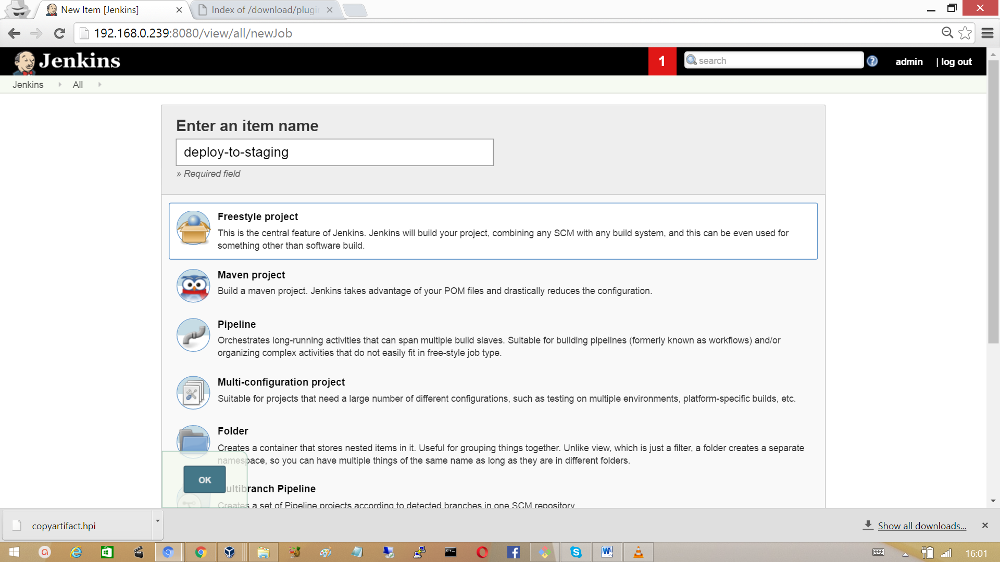 New Item [Jenkins]
Index of /download/plugi
192.168.0.239:8080/view/all/newJob
Jenkins
1
search
?
admin
| log out
Jenkins
All
Enter an item name
deploy-to-staging
» Required field
Freestyle project
This is the central feature of Jenkins. Jenkins will build your project, combining any SCM with any build system, and this can be even used for
something other than software build.
Maven project
Build a maven project. Jenkins takes advantage of your POM files and drastically reduces the configuration.
Pipeline
Orchestrates long-running activities that can span multiple build slaves. Suitable for building pipelines (formerly known as workflows) and/or
organizing complex activities that do not easily fit in free-style job type.
Multi-configuration project
Suitable for projects that need a large number of different configurations, such as testing on multiple environments, platform-specific builds, etc.
Folder
Creates a container that stores nested items in it. Useful for grouping things together. Unlike view, which is just a filter, a folder creates a separate
namespace, so you can have multiple things of the same name as long as they are in different folders.
OK
ultibranch Pipeline
Creates a set of Pipeline projects according to detected branches in one SCM repository
copyartifact.hpi
Show all downloads...
16:01